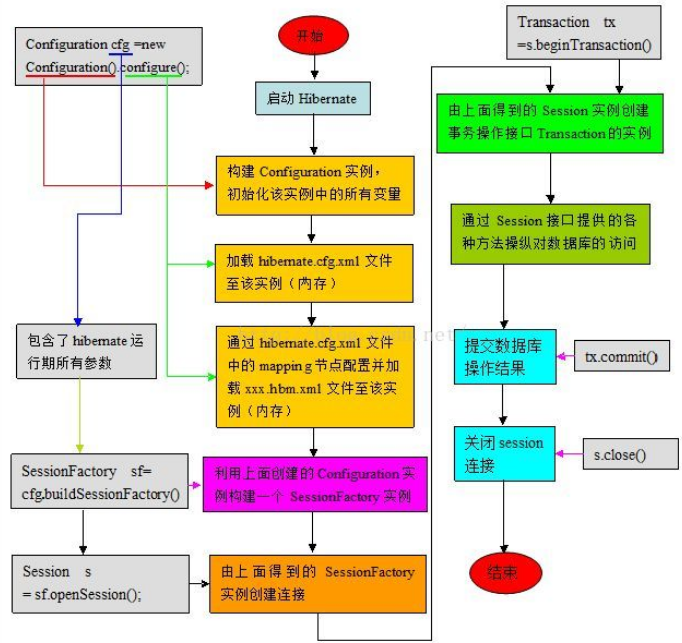 Configuration cfg =new
Configuration().configure();
开始
启动 Hibernate
构建 Configuration 实例，
初始化该实例中的所有变量
加载 hibernate.cfg.xml 文件
至该实例（内存）
通过 hibernate.cfg.xml 文件
中的 mapping 节点配置并加
载 xxx.hbm.xml 文件至该实
例（内存）
包含了 hibernate 运
行期所有参数
SessionFactory sf=
cfg.buildSessionFactory()
利用上面创建的 Configuration 实
例构建一个 SessionFactory 实例
Session s
= sf.openSession();
由上面得到的 SessionFactory
实例创建连接
Transaction tx
=s.beginTransaction()
由上面得到的 Session 实例创建
事务操作接口 Transaction 的实例
通过 Session 接口提供的各
种方法操纵对数据库的访问
提交数据库
操作结果
tx.commit()
关闭 session
连接
s.close()
结束